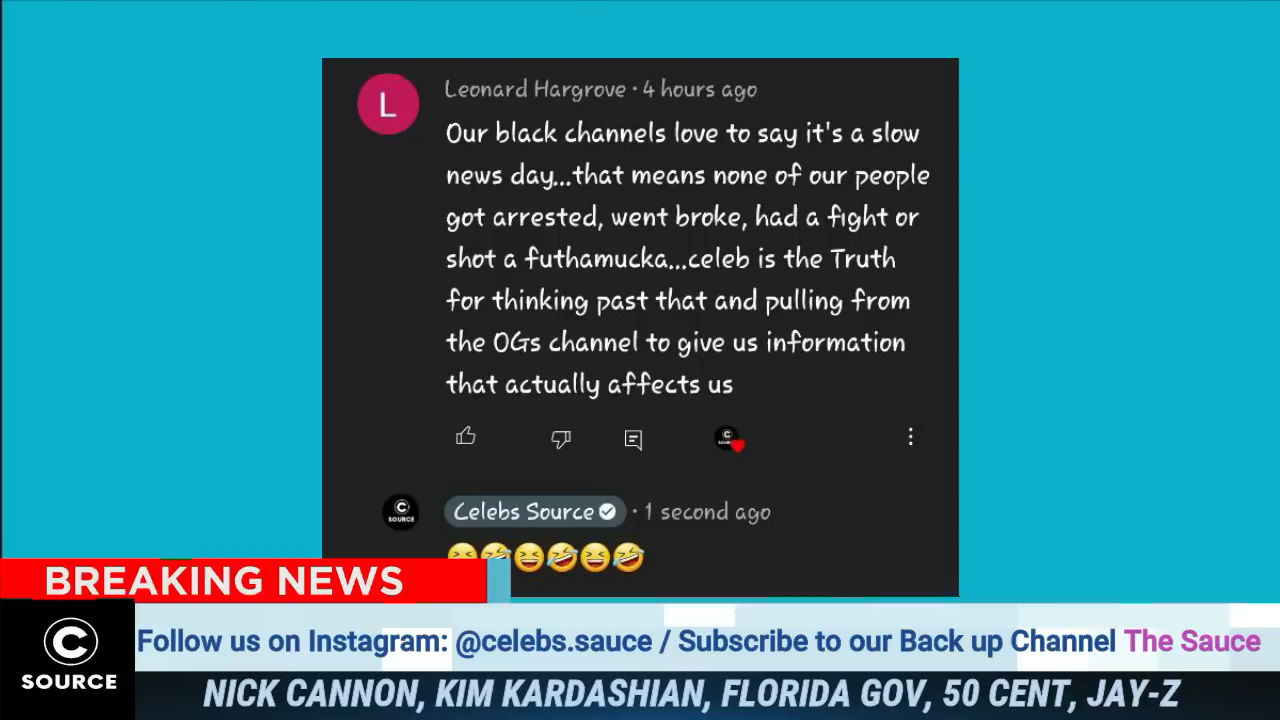 L
Leonard Hargrove · 4 hours ago
Our black channels love to say it's a slow
news day...that means none of our people
got arrested, went broke, had a fight or
shot a futhamucka...celeb is the Truth
for thinking past that and pulling from
the OGs channel to give us information
that actually affects us
C
SOURCE
Celebs Source · 1 second ago
BREAKING NEWS
C
SOURCE
Follow us on Instagram: @celebs.sauce / Subscribe to our Back up Channel The Sauce
NICK CANNON, KIM KARDASHIAN, FLORIDA GOV, 50 CENT, JAY-Z